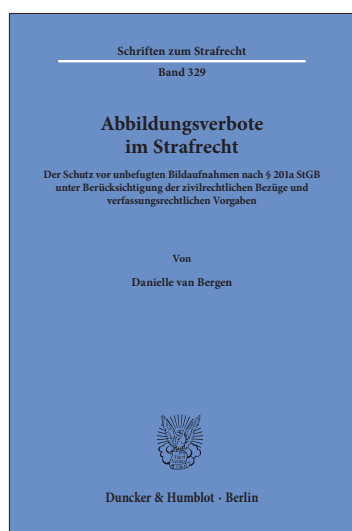 Schriften zum Strafrecht
Band 329
Abbildungsverbote
im Strafrecht
Der Schutz vor unbefugten Bildaufnahmen nach § 201a StGB
unter Berücksichtigung der zivilrechtlichen Bezüge und
verfassungsrechtlichen Vorgaben
Von
Danielle van Bergen
Duncker & Humblot · Berlin